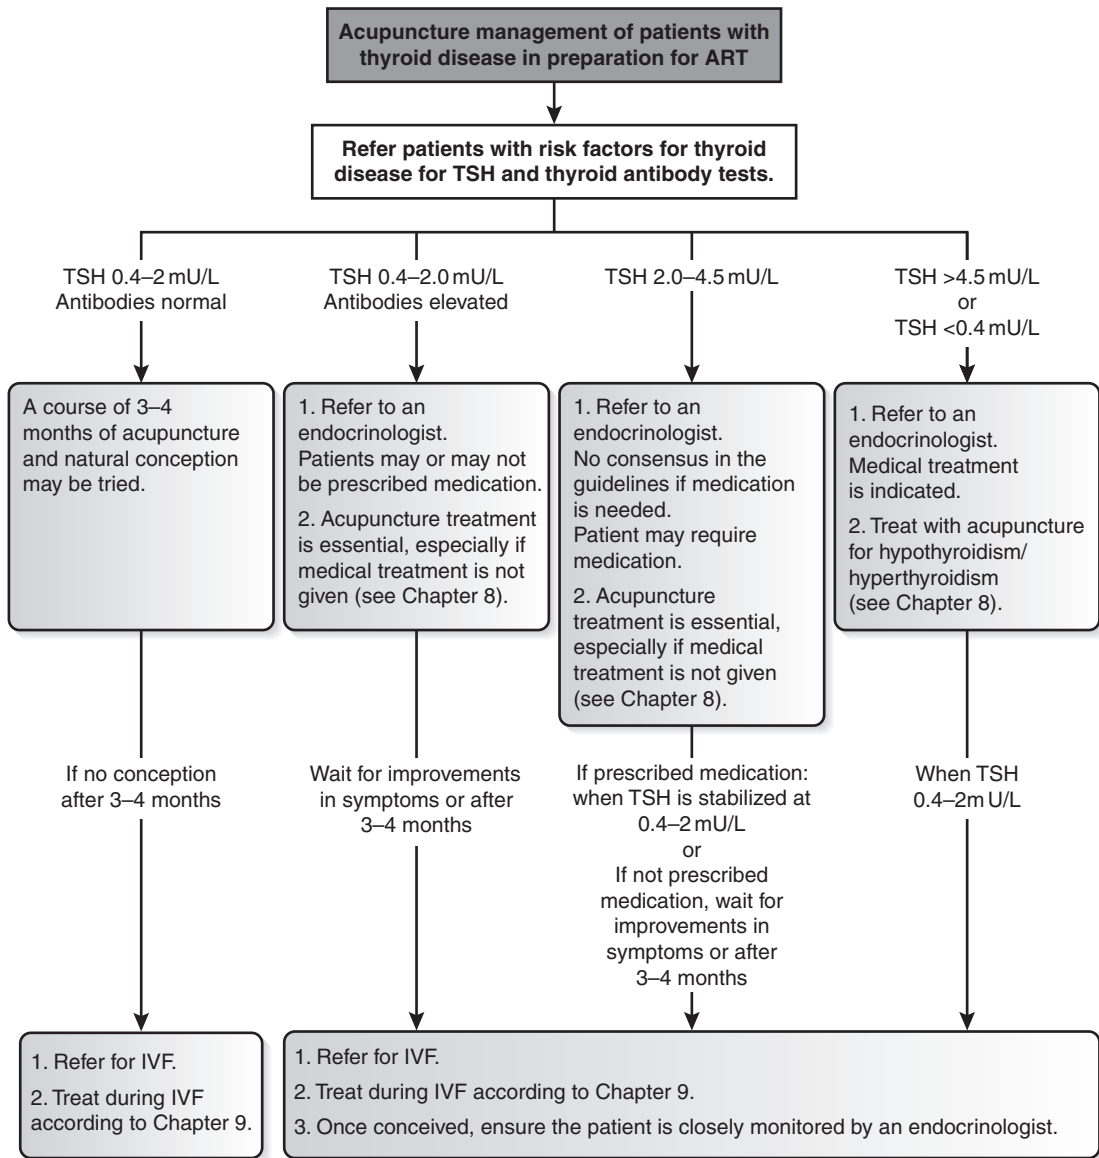 Acupuncture management of patients with
thyroid disease in preparation for ART
Refer patients with risk factors for thyroid
disease for TSH and thyroid antibody tests.
TSH 0.4–2 mU/L
Antibodies normal
TSH 0.4–2.0 mU/L
Antibodies elevated
TSH 2.0–4.5 mU/L
TSH >4.5 mU/L
or
TSH <0.4 mU/L
A course of 3–4
months of acupuncture
and natural conception
may be tried.
1. Refer to an
endocrinologist.
Patients may or may not
be prescribed medication.
2. Acupuncture treatment
is essential, especially if
medical treatment is not
given (see Chapter 8).
1. Refer to an
endocrinologist.
No consensus in the
guidelines if medication
is needed.
Patient may require
medication.
2. Acupuncture
treatment is essential,
especially if medical
treatment is not given
(see Chapter 8).
1. Refer to an
endocrinologist.
Medical treatment
is indicated.
2. Treat with acupuncture
for hypothyroidism/
hyperthyroidism
(see Chapter 8).
If no conception
after 3–4 months
Wait for improvements
in symptoms or after
3–4 months
If prescribed medication:
when TSH is stabilized at
0.4–2 mU/L
or
If not prescribed
medication, wait for
improvements in
symptoms or after
3–4 months
When TSH
0.4–2m U/L
1. Refer for IVF.
2. Treat during IVF
according to Chapter 9.
1. Refer for IVF.
2. Treat during IVF according to Chapter 9.
3. Once conceived, ensure the patient is closely monitored by an endocrinologist.